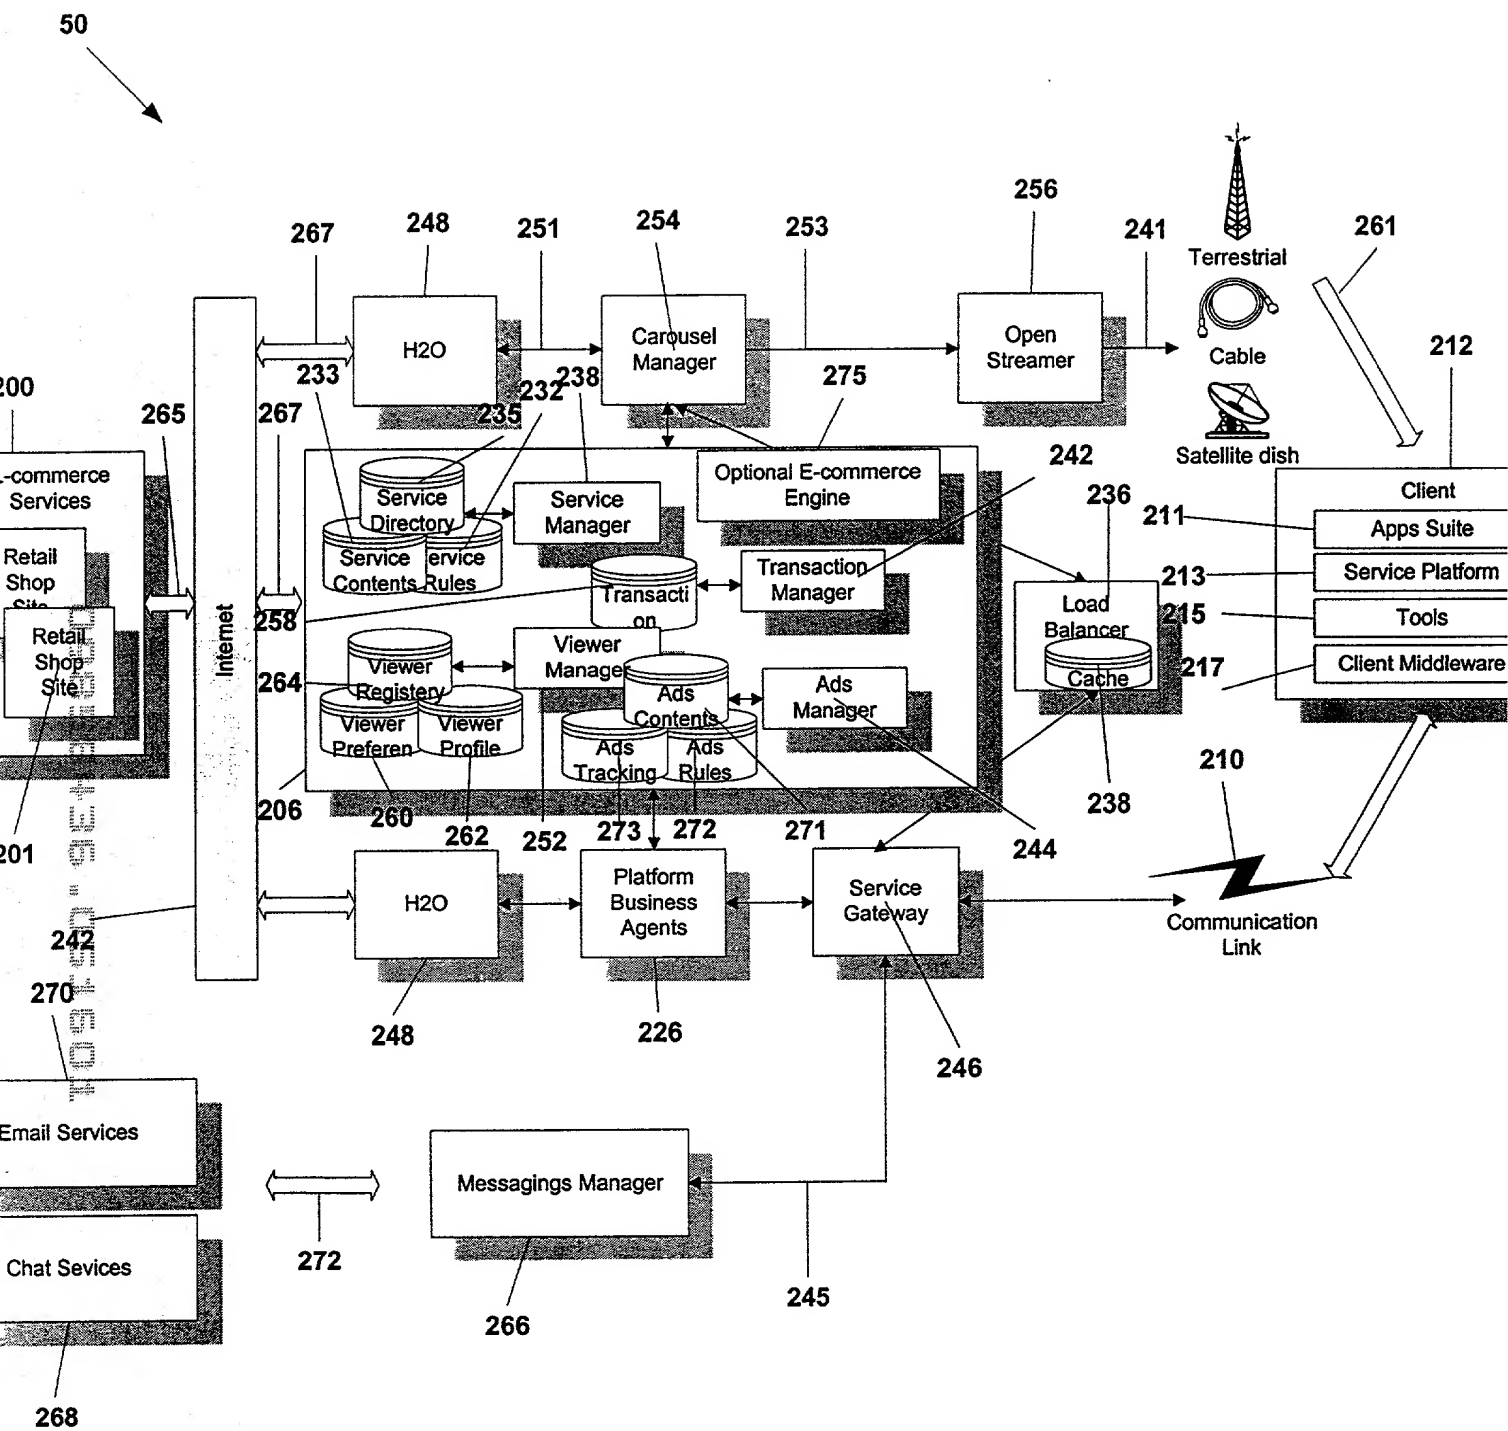 50
256
248
254
267
251
253
241
261
Terrestrial
H2O
Carousel
Manager
Open
Streamer
Cable
212
233
232
238
275
200
265
267
235
Satellite dish
242
-commerce
Services
Optional E-commerce
Engine
Client
236
211
Apps Suite
Service
Directory
Service
Manager
Retail
Shop
Site
Service
Contents
ervice
Rules
Transaction
Manager
213
Service Platform
Transacti
on
258
Load
Balancer
215
Tools
Internet
Retail
Shop
Site
Viewer
Manager
Viewer
Registery
264
Cache
217
Client Middleware
Ads
Contents
Ads
Manager
Viewer
Preferen
Viewer
Profile
Ads
Tracking
Ads
Rules
210
206
260
262
252
273
272
271
244
238
201
H2O
Platform
Business
Agents
Service
Gateway
Communication
Link
242
270
248
226
246
Email Services
Messagings Manager
272
Chat Sevices
245
266
268